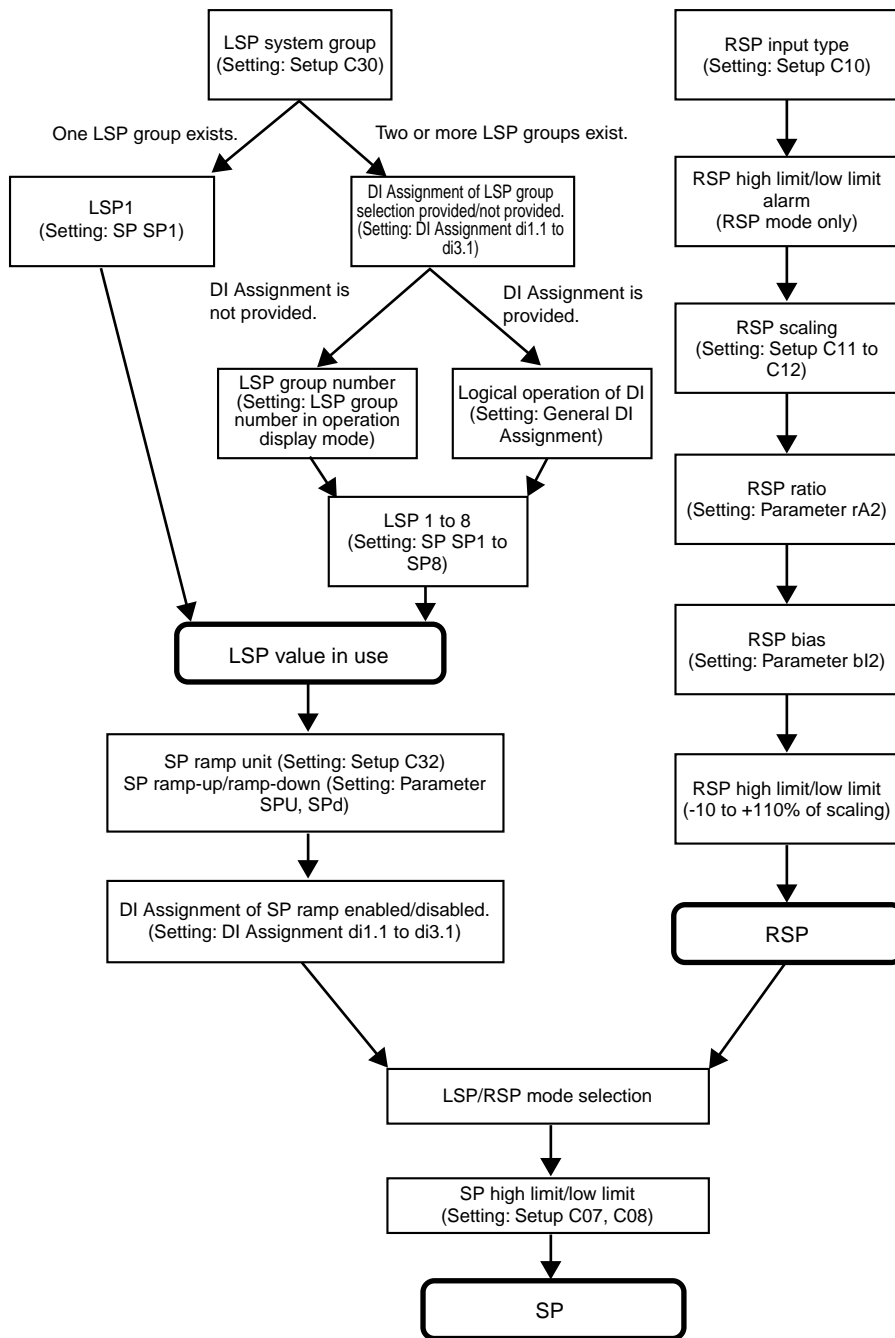 LSP system group
(Setting: Setup C30)
One LSP group exists.
Two or more LSP groups exist.
LSP1
(Setting: SP SP1)
DI Assignment of LSP group
selection provided/not provided.
(Setting: DI Assignment di1.1 to
di3.1)
DI Assignment is
not provided.
DI Assignment is
provided.
LSP group number
(Setting: LSP group
number in operation
display mode)
Logical operation of DI
(Setting: General DI
Assignment)
LSP 1 to 8
(Setting: SP SP1 to
SP8)
LSP value in use
SP ramp unit (Setting: Setup C32)
SP ramp-up/ramp-down (Setting: Parameter
SPU, SPd)
DI Assignment of SP ramp enabled/disabled.
(Setting: DI Assignment di1.1 to di3.1)
RSP input type
(Setting: Setup C10)
RSP high limit/low limit
alarm
(RSP mode only)
RSP scaling
(Setting: Setup C11 to
C12)
RSP ratio
(Setting: Parameter rA2)
RSP bias
(Setting: Parameter bI2)
RSP high limit/low limit
(-10 to +110% of scaling)
RSP
LSP/RSP mode selection
SP high limit/low limit
(Setting: Setup C07, C08)
SP